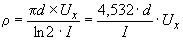 ρ = πd × U_x / ln 2 · I = 4,532 · d / I · U_x